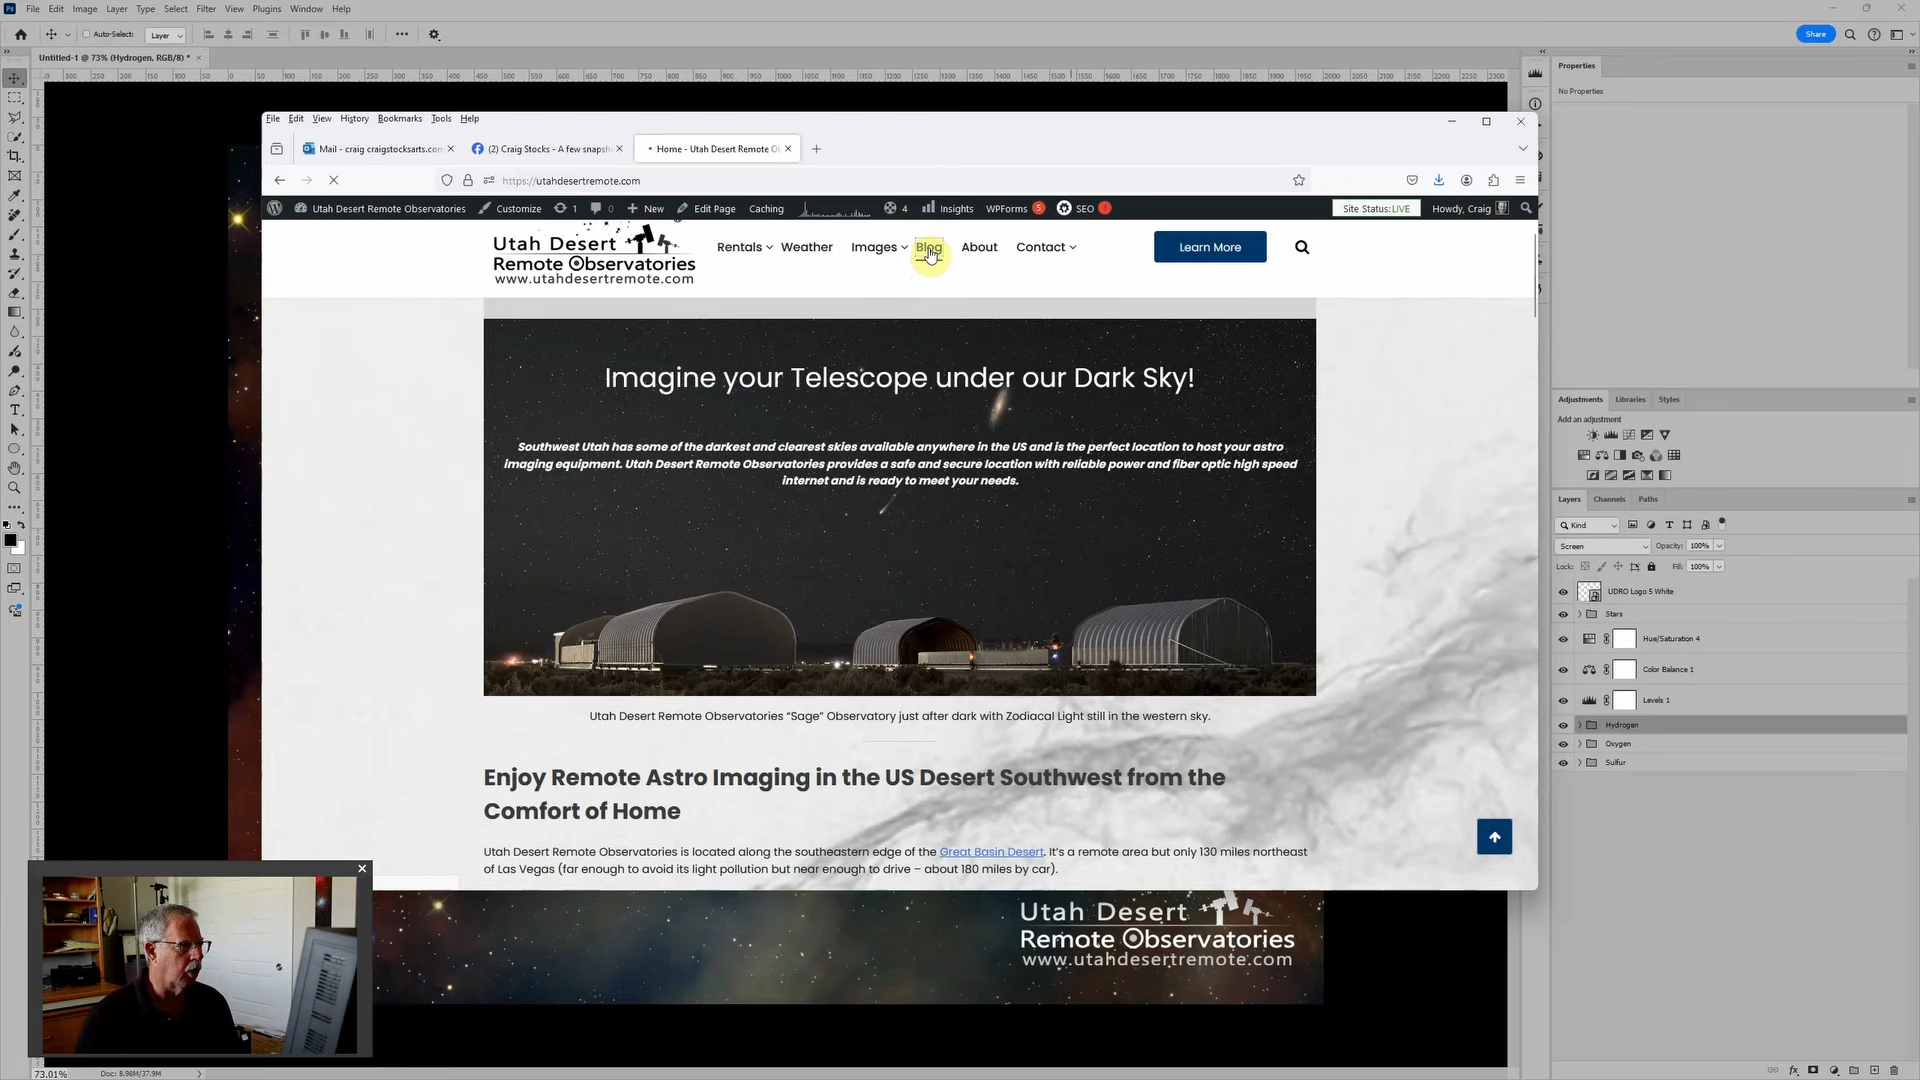 File Edit Image Layer Type Select Filter View Plugins Window Help
Auto-Select: Layer
Share
Untitled-1 @ 73% (Hydrogen, RGB/8) *
Properties
No Properties
File Edit View History Bookmarks Tools Help
Mail - craig craigstocksarts.com
(2) Craig Stocks - A few snapsh
Home - Utah Desert Remote O
https://utahdesertremote.com
Utah Desert Remote Observatories Customize 1 0 New Edit Page Caching 4 Insights WPForms 5 SEO ! Site Status: LIVE Howdy, Craig
Utah Desert
Remote Observatories
www.utahdesertremote.com
Rentals Weather Images Blog About Contact Learn More
Imagine your Telescope under our Dark Sky!
Southwest Utah has some of the darkest and clearest skies available anywhere in the US and is the perfect location to host your astro
imaging equipment. Utah Desert Remote Observatories provides a safe and secure location with reliable power and fiber optic high speed
internet and is ready to meet your needs.
Utah Desert Remote Observatories “Sage” Observatory just after dark with Zodiacal Light still in the western sky.
Enjoy Remote Astro Imaging in the US Desert Southwest from the
Comfort of Home
Utah Desert Remote Observatories is located along the southeastern edge of the Great Basin Desert. It’s a remote area but only 130 miles northeast
of Las Vegas (far enough to avoid its light pollution but near enough to drive – about 180 miles by car).
Utah Desert
Remote Observatories
www.utahdesertremote.com
Adjustments Libraries Styles
Add an adjustment
Layers Channels Paths
Kind
Screen Opacity: 100%
Lock: Fill: 100%
UDRO Logo 5 White
Stars
Hue/Saturation 4
Color Balance 1
Levels 1
Hydrogen
Oxygen
Sulfur
73.01% Doc: 8.98M/37.9M